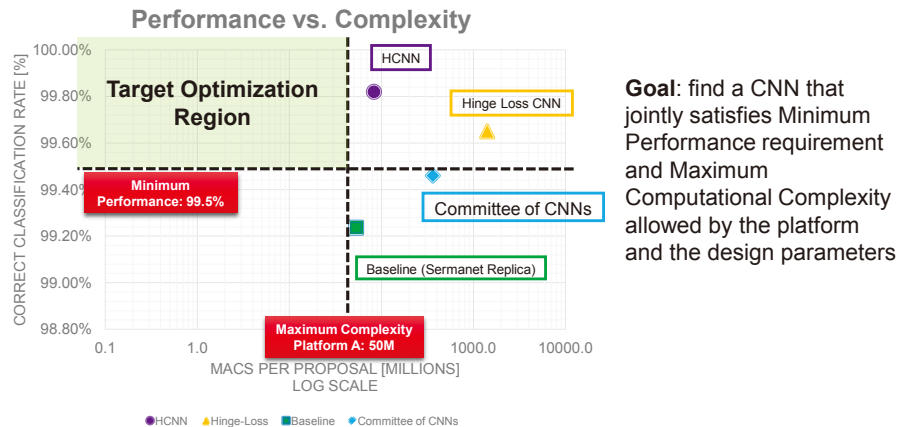 Performance vs. Complexity
CORRECT CLASSIFICATION RATE [%]
100.00%
99.80%
99.60%
99.40%
99.20%
99.00%
98.80%
Target Optimization
Region
HCNN
Hinge Loss CNN
Minimum
Performance: 99.5%
Committee of CNNs
Baseline (Sermanet Replica)
Maximum Complexity
Platform A: 50M
0.1
1.0
1000.0
10000.0
MACS PER PROPOSAL [MILLIONS]
LOG SCALE
HCNN
Hinge-Loss
Baseline
Committee of CNNs
Goal: find a CNN that
jointly satisfies Minimum
Performance requirement
and Maximum
Computational Complexity
allowed by the platform
and the design parameters